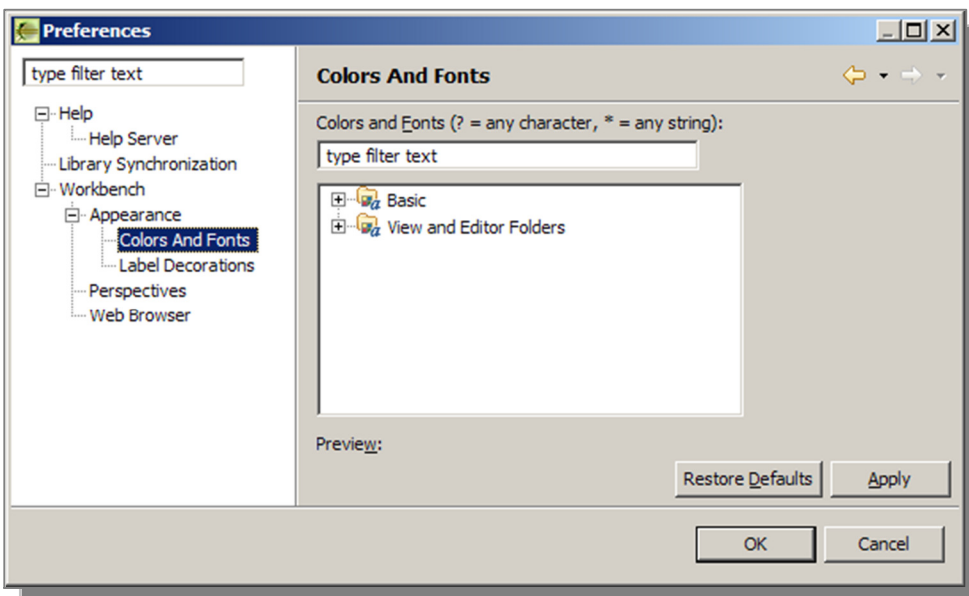 Preferences
type filter text
Help
Help Server
Library Synchronization
Workbench
Appearance
Colors And Fonts
Label Decorations
Perspectives
Web Browser
Colors And Fonts
Colors and Fonts (? = any character, * = any string):
type filter text
Basic
View and Editor Folders
Preview:
Restore Defaults
Apply
OK
Cancel